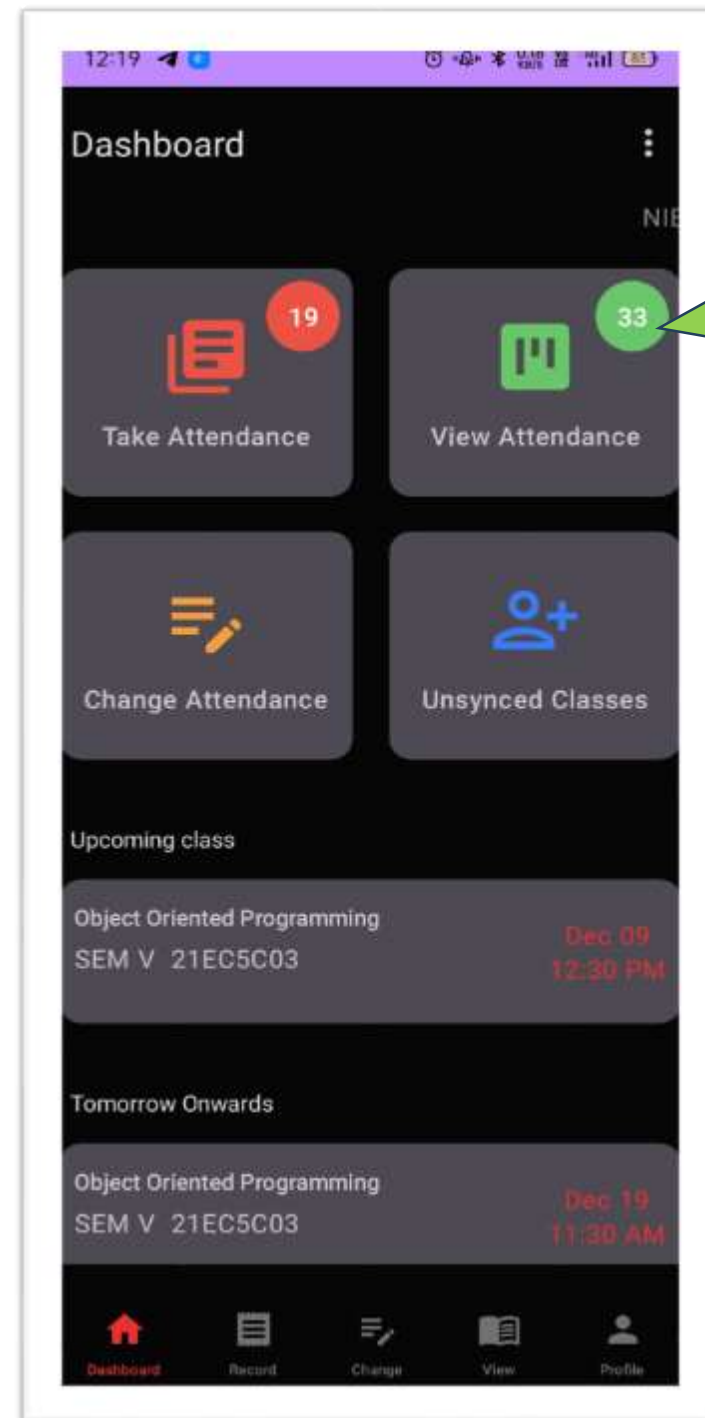 12:19
Dashboard
NIE
19
33
Take Attendance
View Attendance
Change Attendance
Unsynced Classes
Upcoming class
Object Oriented Programming
SEM V 21EC5C03
Dec 09
12:30 PM
Tomorrow Onwards
Object Oriented Programming
SEM V 21EC5C03
Dec 19
11:30 AM
Dashboard
Record
Change
View
Profile